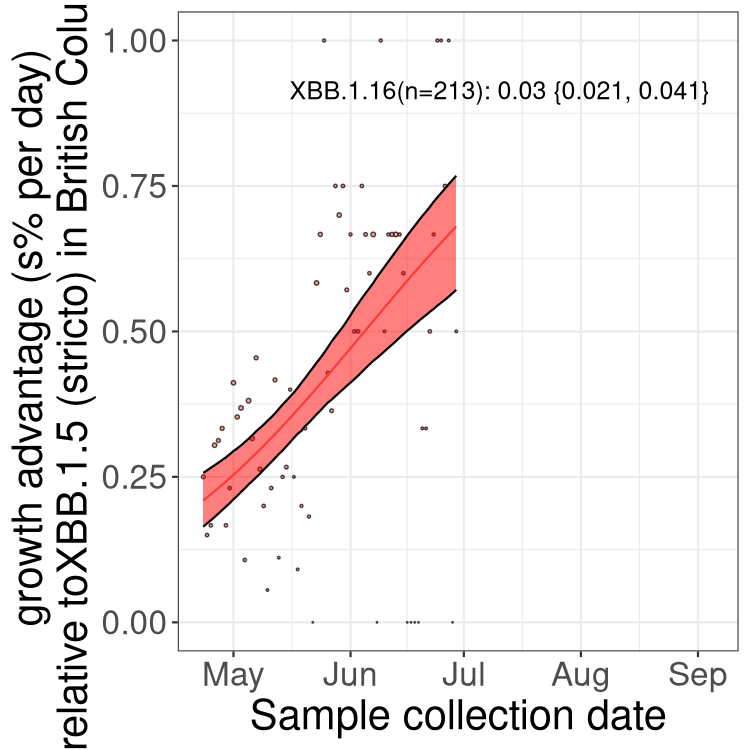 growth advantage (s% per day)
relative toXBB.1.5 (stricto) in British Colu
1.00
0.75
0.50
0.25
0.00
XBB.1.16(n=213): 0.03 {0.021, 0.041}
May Jun Jul Aug Sep
Sample collection date